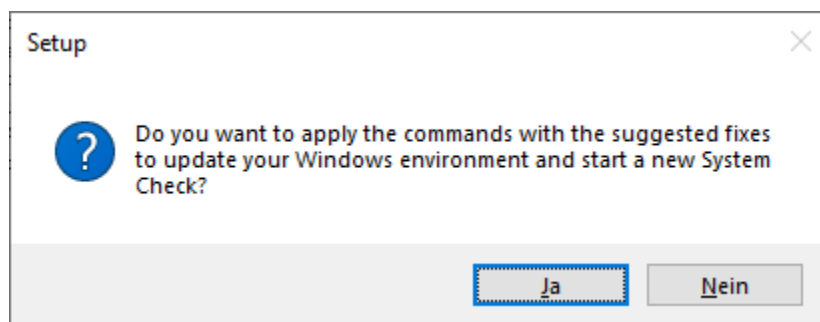 Setup
Do you want to apply the commands with the suggested fixes
to update your Windows environment and start a new System
Check?
Ja
Nein